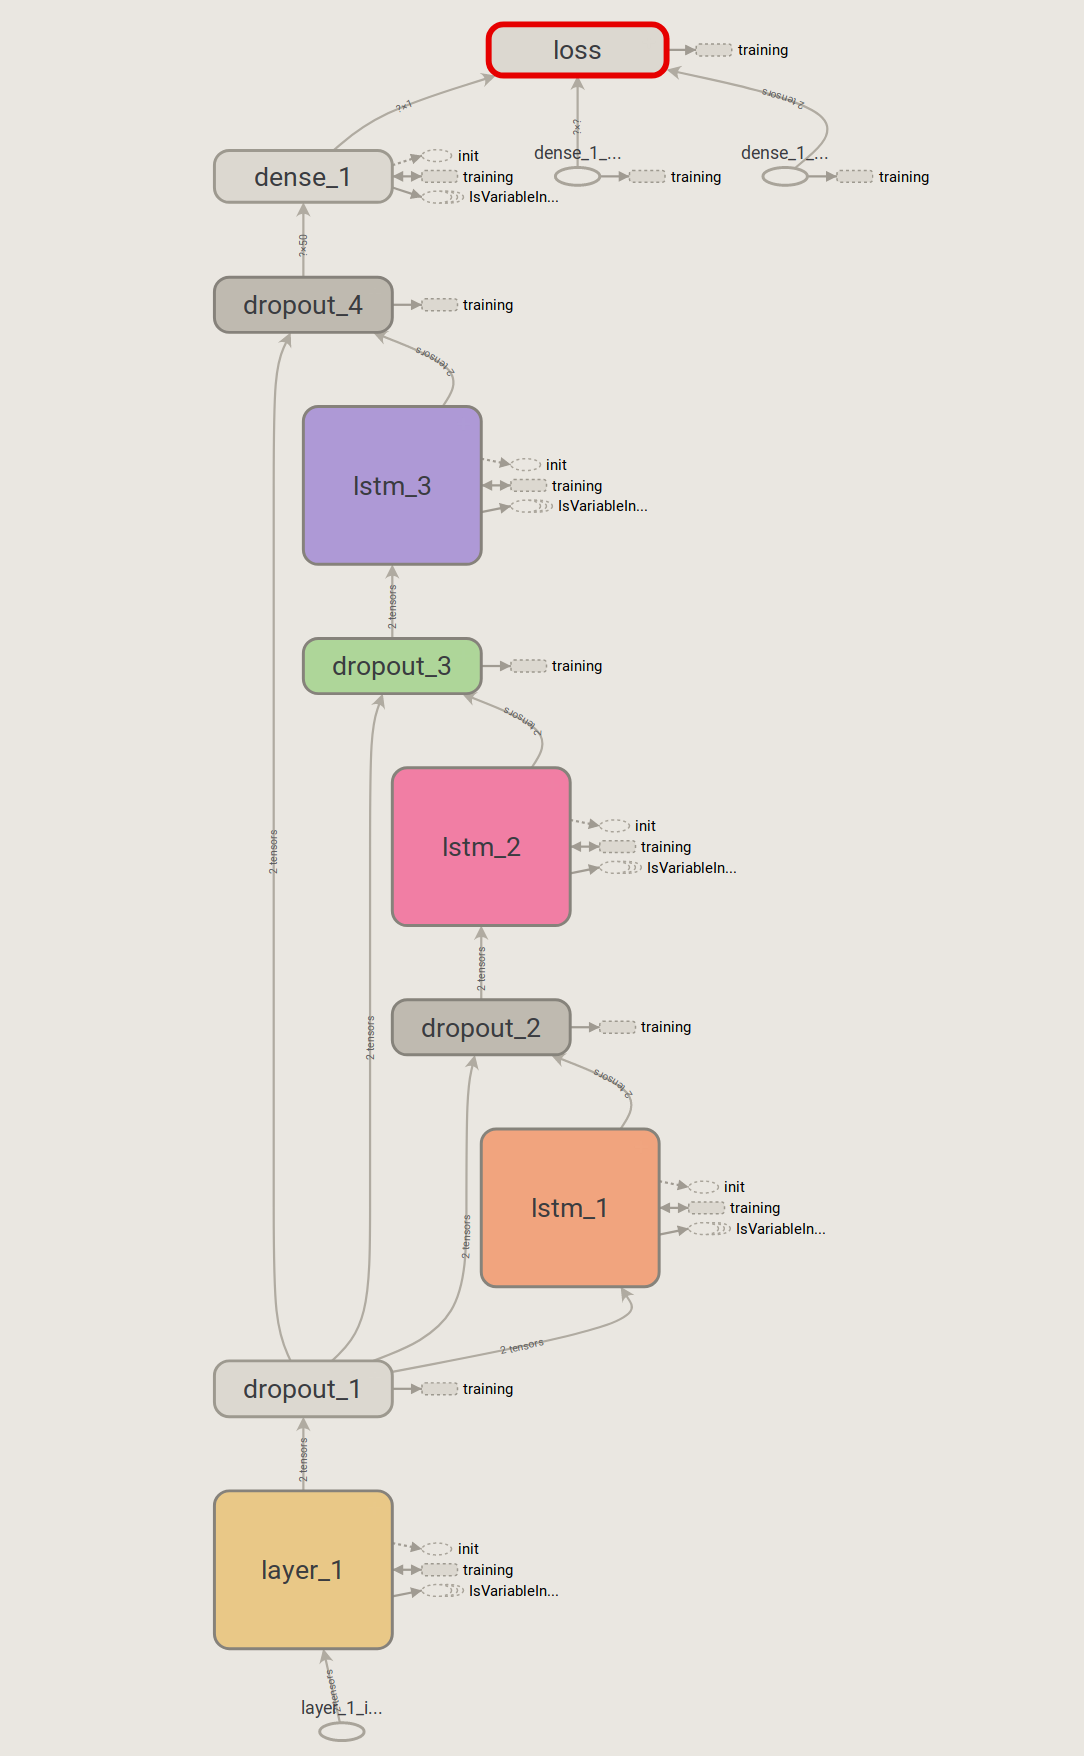 loss
training
?×1
?×?
2 tensors
dense_1
init
training
IsVariableIn...
dense_1_...
training
dense_1_...
training
?×50
dropout_4
training
2 tensors
lstm_3
init
training
IsVariableIn...
2 tensors
dropout_3
training
2 tensors
lstm_2
init
training
IsVariableIn...
2 tensors
2 tensors
dropout_2
training
2 tensors
2 tensors
lstm_1
init
training
IsVariableIn...
2 tensors
2 tensors
dropout_1
training
2 tensors
layer_1
init
training
IsVariableIn...
2 tensors
layer_1_i...